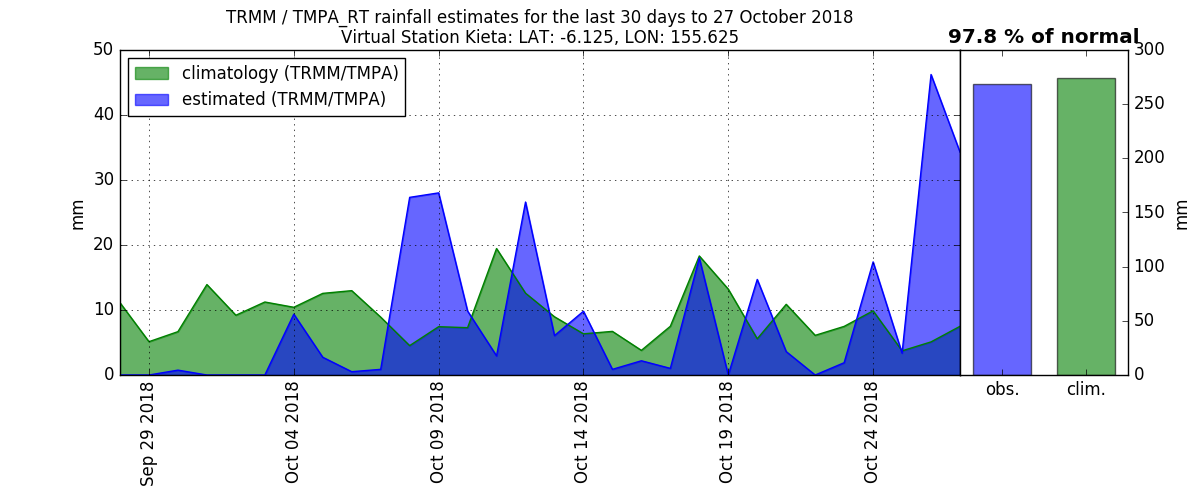 TRMM / TMPA_RT rainfall estimates for the last 30 days to 27 October 2018
Virtual Station Kieta: LAT: -6.125, LON: 155.625
97.8 % of normal
climatology (TRMM/TMPA)
estimated (TRMM/TMPA)
50
40
30
20
10
0
mm
Sep 29 2018
Oct 04 2018
Oct 09 2018
Oct 14 2018
Oct 19 2018
Oct 24 2018
obs.
clim.
300
250
200
150
100
50
0
mm